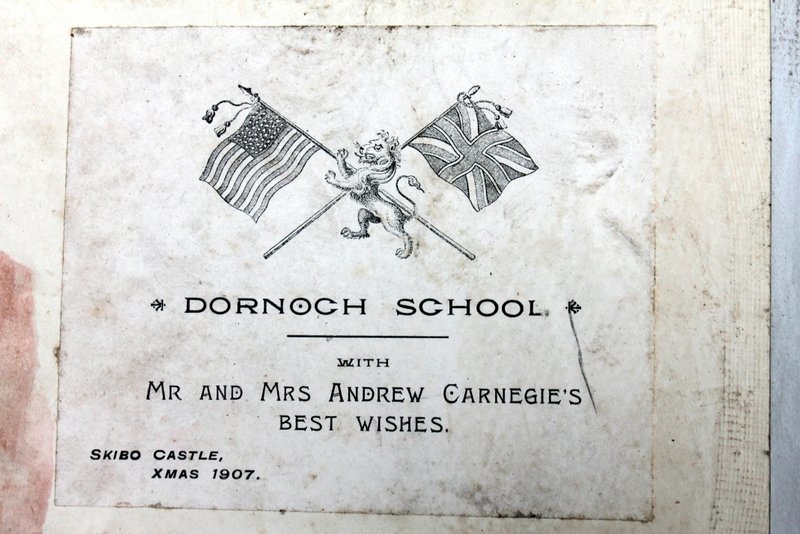 DORNOCH SCHOOL.
WITH
MR AND MRS ANDREW CARNEGIE'S
BEST WISHES.
SKIBO CASTLE,
XMAS 1907.